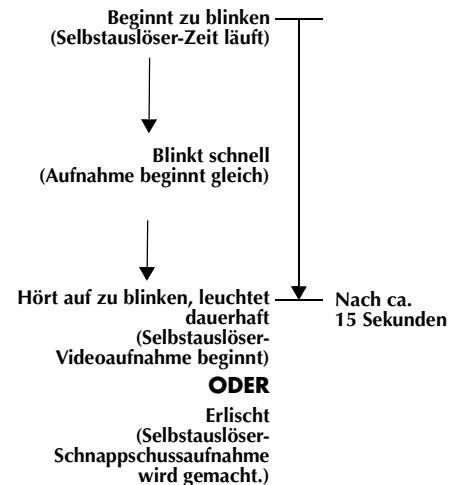 Beginnt zu blinken
(Selbstauslöser-Zeit läuft)
Blinkt schnell
(Aufnahme beginnt gleich)
Hört auf zu blinken, leuchtet
dauerhaft
(Selbstauslöser-
Videoaufnahme beginnt)
Nach ca.
15 Sekunden
ODER
Erlischt
(Selbstauslöser-
Schnappschussaufnahme
wird gemacht.)